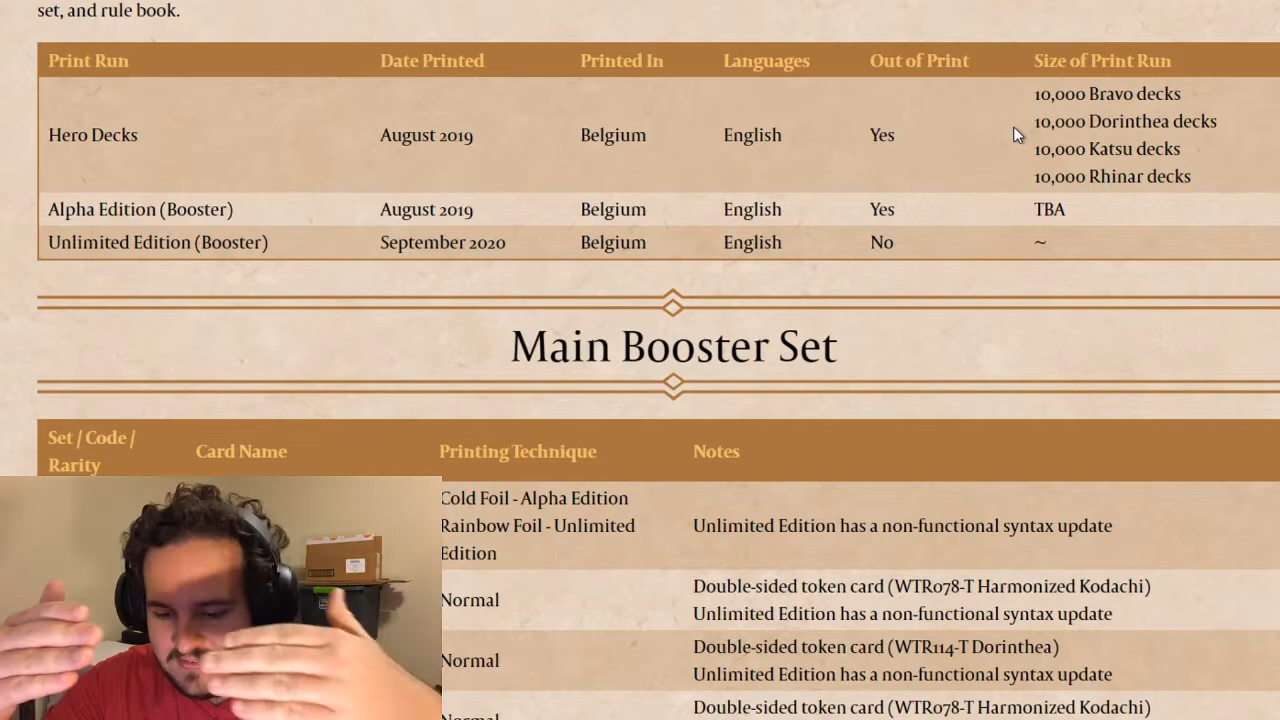 set, and rule book.
Print Run Date Printed Printed In Languages Out of Print Size of Print Run
Hero Decks August 2019 Belgium English Yes 10,000 Bravo decks
10,000 Dorinthea decks
10,000 Katsu decks
10,000 Rhinar decks
Alpha Edition (Booster) August 2019 Belgium English Yes TBA
Unlimited Edition (Booster) September 2020 Belgium English No ~
Main Booster Set
Set / Code /
Rarity Card Name Printing Technique Notes
Cold Foil - Alpha Edition
Rainbow Foil - Unlimited
Edition
Unlimited Edition has a non-functional syntax update
Normal
Double-sided token card (WTR078-T Harmonized Kodachi)
Unlimited Edition has a non-functional syntax update
Normal
Double-sided token card (WTR114-T Dorinthea)
Unlimited Edition has a non-functional syntax update
Normal
Double-sided token card (WTR078-T Harmonized Kodachi)